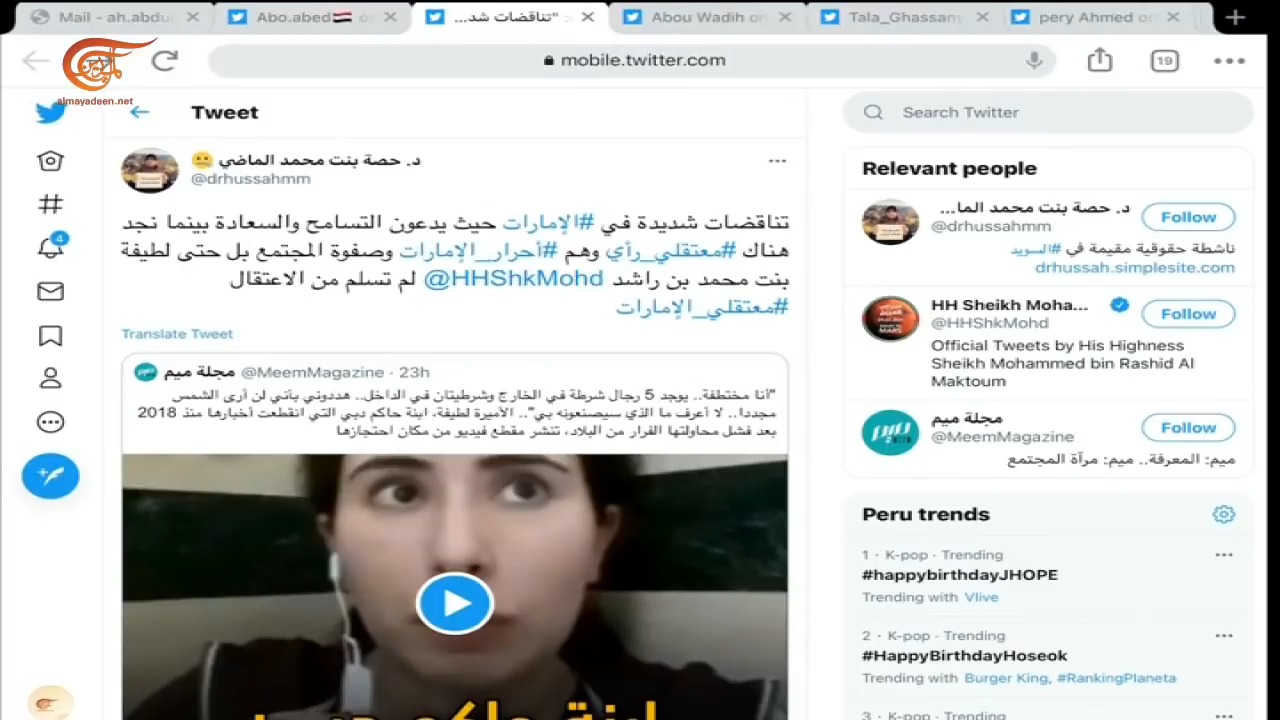 Mail - ah.abdul
Abo.abed
تناقضات شد...
Abou Wadih on
Tala_Ghassany
pery Ahmed on
mobile.twitter.com
19
الميادين
almayadeen.net
Tweet
د. حصة بنت محمد الماضي
@drhussahmm
تناقضات شديدة في #الإمارات حيث يدعون التسامح والسعادة بينما نجد
هناك #معتقلي_رأي وهم #أحرار_الإمارات وصفوة المجتمع بل حتى لطيفة
بنت محمد بن راشد @HHShkMohd لم تسلم من الاعتقال
#معتقلي_الإمارات
Translate Tweet
مجلة ميم @MeemMagazine · 23h
"أنا مختطفة.. يوجد 5 رجال شرطة في الخارج وشرطيتان في الداخل.. هددوني بأني لن أرى الشمس
مجددا.. لا أعرف ما الذي سيصنعونه بي".. الأميرة لطيفة، ابنة حاكم دبي التي انقطعت أخبارها منذ 2018
بعد فشل محاولتها الفرار من البلاد، تنشر مقطع فيديو من مكان احتجازها
4
Search Twitter
Relevant people
د. حصة بنت محمد الما...
@drhussahmm
Follow
ناشطة حقوقية مقيمة في #السويد
drhussah.simplesite.com
HH Sheikh Moha...
@HHShkMohd
Follow
Official Tweets by His Highness
Sheikh Mohammed bin Rashid Al
Maktoum
مجلة ميم
@MeemMagazine
Follow
ميم: المعرفة.. ميم: مرآة المجتمع
Peru trends
1 · K-pop · Trending
#happybirthdayJHOPE
Trending with Vlive
2 · K-pop · Trending
#HappyBirthdayHoseok
Trending with Burger King, #RankingPlaneta
3 · K-pop · Trending